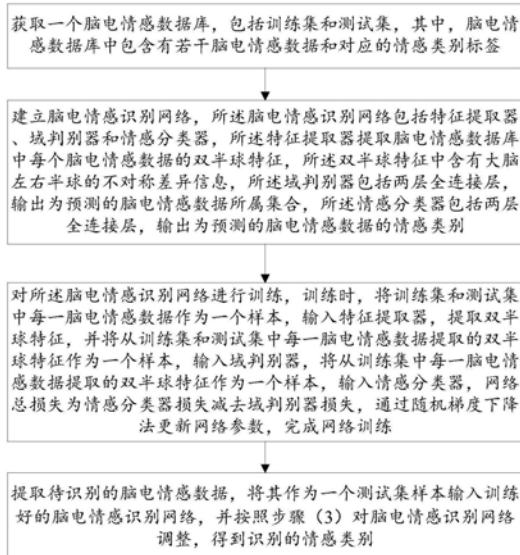 获取一个脑电情感数据库，包括训练集和测试集，其中，脑电情
感数据库中包含有若干脑电情感数据和对应的情感类别标签
建立脑电情感识别网络，所述脑电情感识别网络包括特征提取器
、域判别器和情感分类器，所述特征提取器提取脑电情感数据库
中每个脑电情感数据的双半球特征，所述双半球特征中含有大脑
左右半球的不对称差异信息，所述域判别器包括两层全连接层，
输出为预测的脑电情感数据所属集合，所述情感分类器包括两层
全连接层，输出为预测的脑电情感数据的情感类别
对所述脑电情感识别网络进行训练，训练时，将训练集和测试集
中每一脑电情感数据作为一个样本，输入特征提取器，提取双半
球特征，并将从训练集和测试集中每一脑电情感数据提取的双半
球特征作为一个样本，输入域判别器，将从训练集中每一脑电情
感数据提取的双半球特征作为一个样本，输入情感分类器，网络
总损失为情感分类器损失减去域判别器损失，通过随机梯度下降
法更新网络参数，完成网络训练
提取待识别的脑电情感数据，将其作为一个测试集样本输入训练
好的脑电情感识别网络，并按照步骤（3）对脑电情感识别网络
调整，得到识别的情感类别